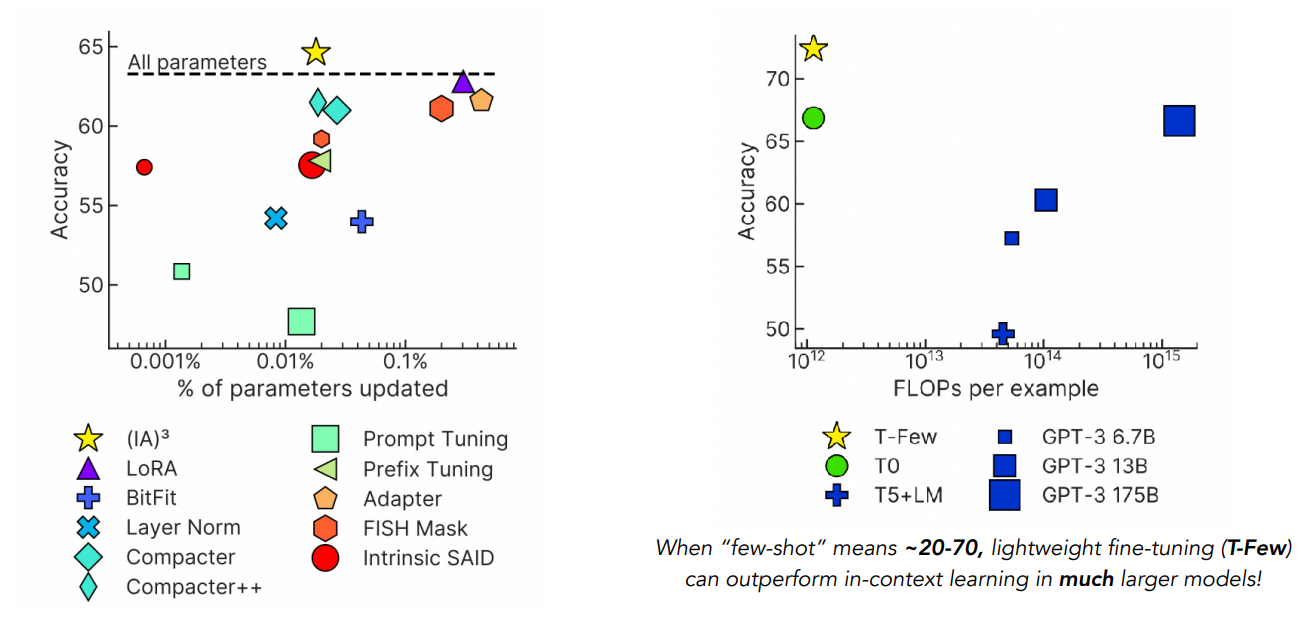 65
All parameters
60
55
50
Accuracy
0.001%
0.01%
0.1%
% of parameters updated
(IA)³
LoRA
BitFit
Layer Norm
Compacter
Compacter++
Prompt Tuning
Prefix Tuning
Adapter
FISH Mask
Intrinsic SAID
70
65
60
55
50
Accuracy
10¹²
10¹³
10¹⁴
10¹⁵
FLOPs per example
T-Few
T0
T5+LM
GPT-3 6.7B
GPT-3 13B
GPT-3 175B
When “few-shot” means ~20-70, lightweight fine-tuning (T-Few)
can outperform in-context learning in much larger models!